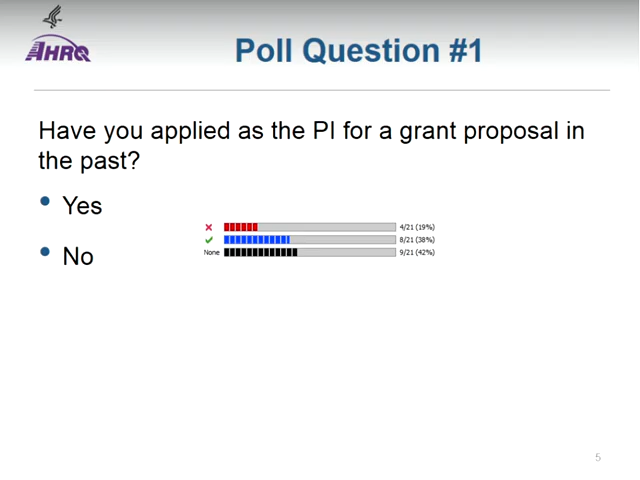 AHRQ
Poll Question #1
Have you applied as the PI for a grant proposal in
the past?
• Yes
• No
4/21 (19%)
8/21 (38%)
None 9/21 (42%)
5